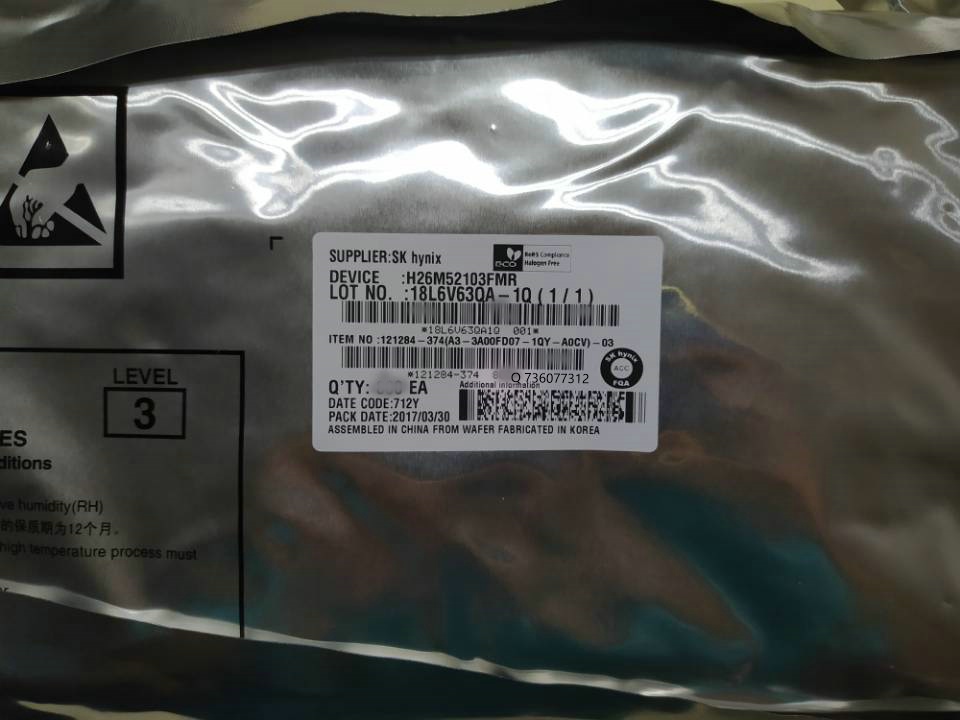 SUPPLIER:SK hynix
ECO
RoHS Compliance
Halogen Free
DEVICE :H26M52103FMR
LOT NO. :18L6V63QA-1Q(1/1)
*18L6V63QA1Q 001*
ITEM NO :121284-374(A3-3A00FD07-1QY-A0CV)-03
*121284-374
Q 736077312
SK hynix
ACC
FQA
Q'TY: EA
Additional information
DATE CODE:712Y
PACK DATE:2017/03/30
ASSEMBLED IN CHINA FROM WAFER FABRICATED IN KOREA
LEVEL
3
ES
ditions
ve humidity(RH)
的保质期为12个月。
high temperature process must